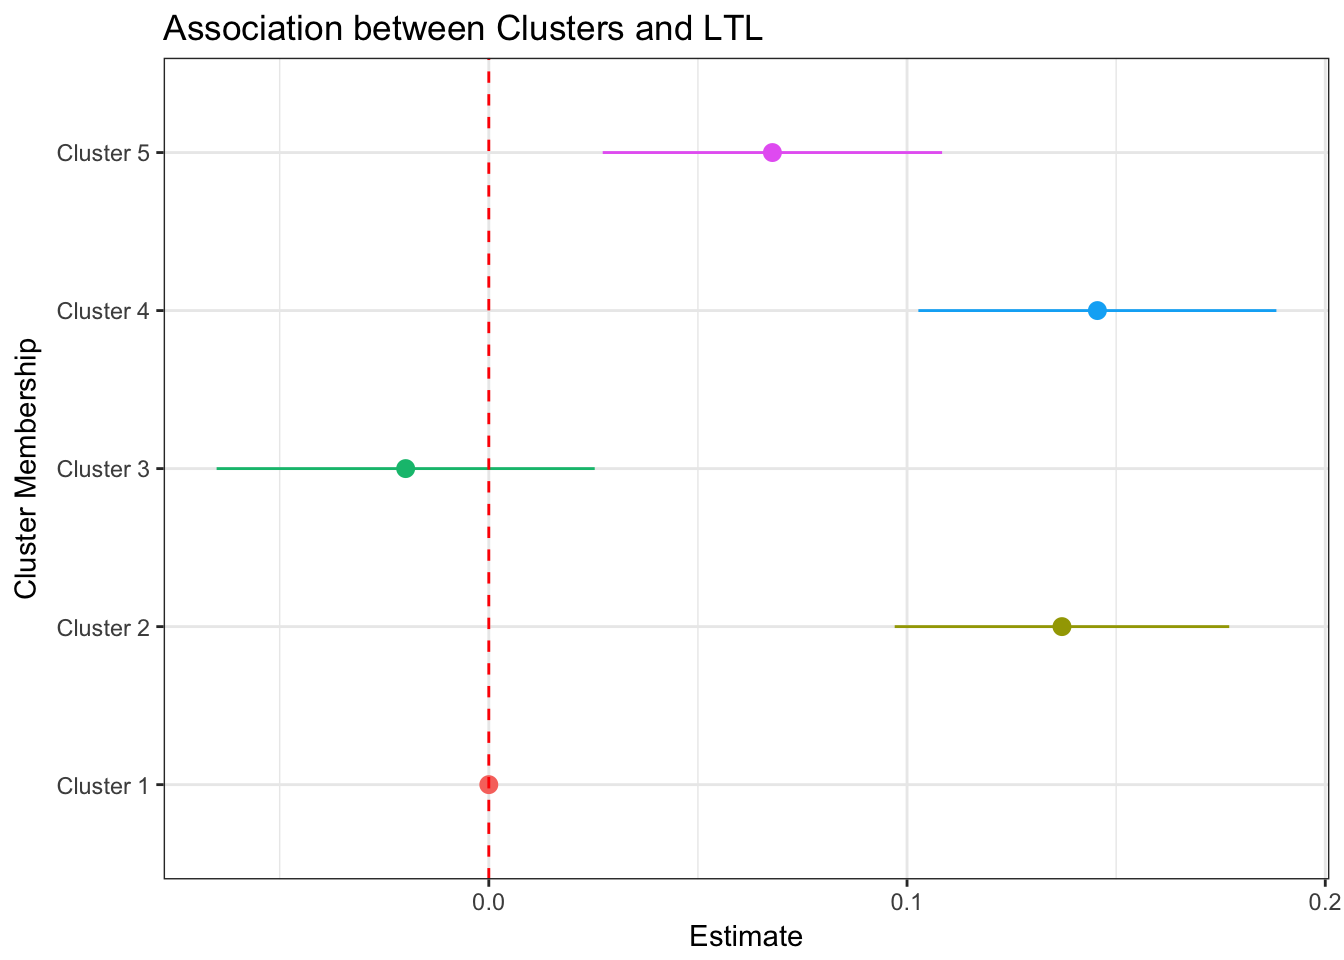 Association between Clusters and LTL
Cluster Membership
Cluster 5
Cluster 4
Cluster 3
Cluster 2
Cluster 1
0.0 0.1 0.2
Estimate